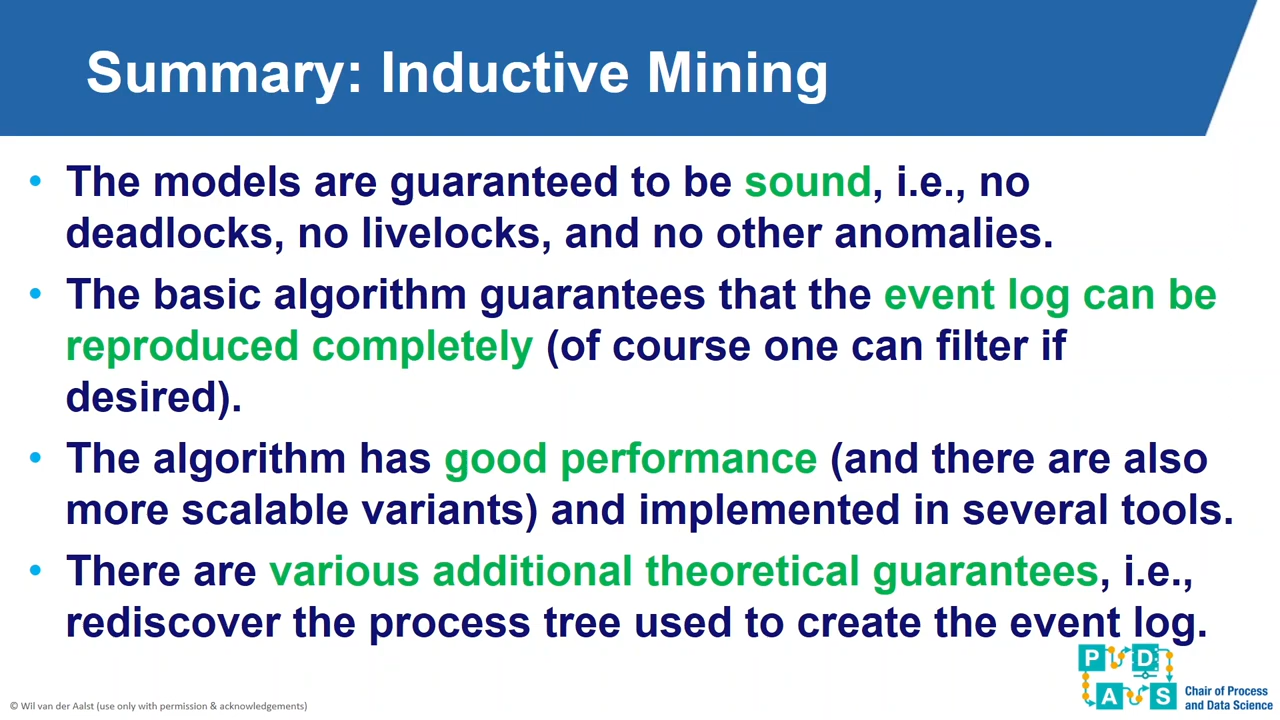 Summary: Inductive Mining
• The models are guaranteed to be sound, i.e., no
deadlocks, no livelocks, and no other anomalies.
• The basic algorithm guarantees that the event log can be
reproduced completely (of course one can filter if
desired).
• The algorithm has good performance (and there are also
more scalable variants) and implemented in several tools.
• There are various additional theoretical guarantees, i.e.,
rediscover the process tree used to create the event log.
P D
A S
Chair of Process
and Data Science
© Wil van der Aalst (use only with permission & acknowledgements)